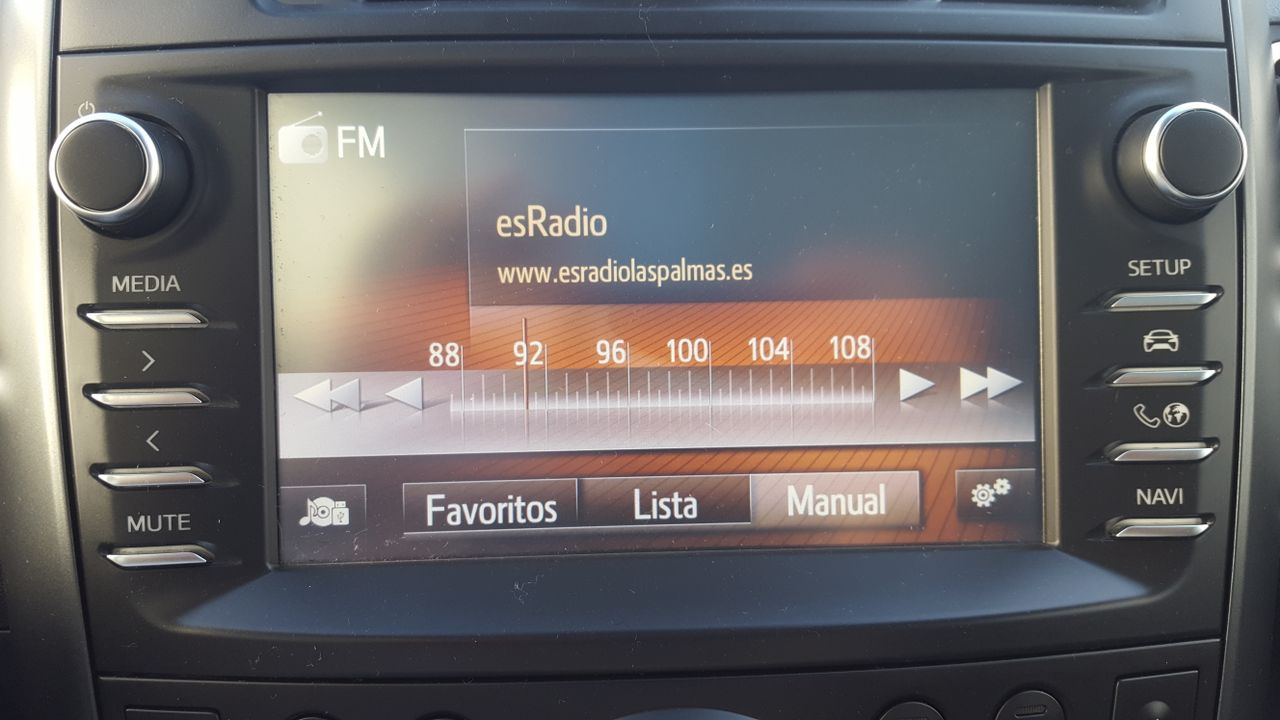 FM
esRadio
www.esradiolaspalmas.es
88 92 96 100 104 108
Favoritos Lista Manual
MEDIA
MUTE
SETUP
NAVI